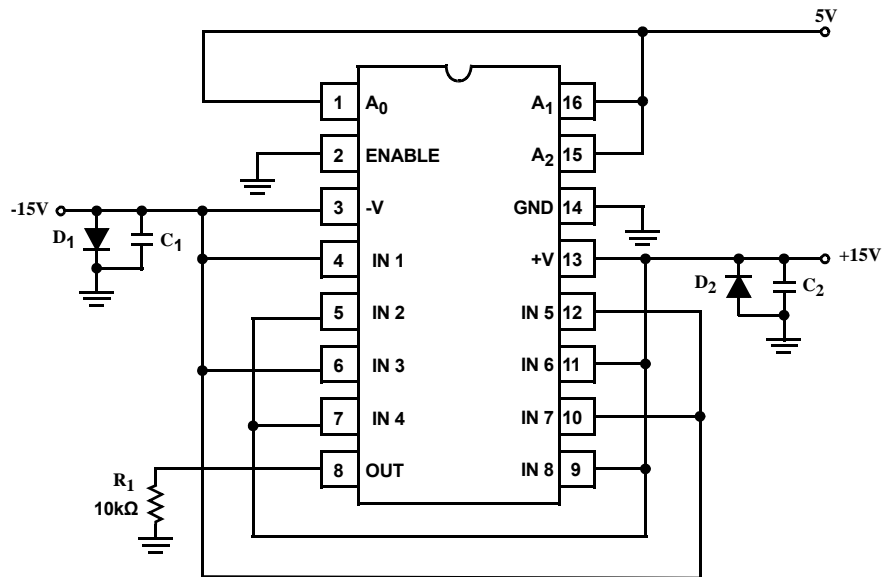 5V
1
A0
A1
16
2
ENABLE
A2
15
-15V
3
-V
GND
14
D1
C1
4
IN 1
+V
13
+15V
D2
C2
5
IN 2
IN 5
12
6
IN 3
IN 6
11
7
IN 4
IN 7
10
8
OUT
IN 8
9
R1
10kΩ